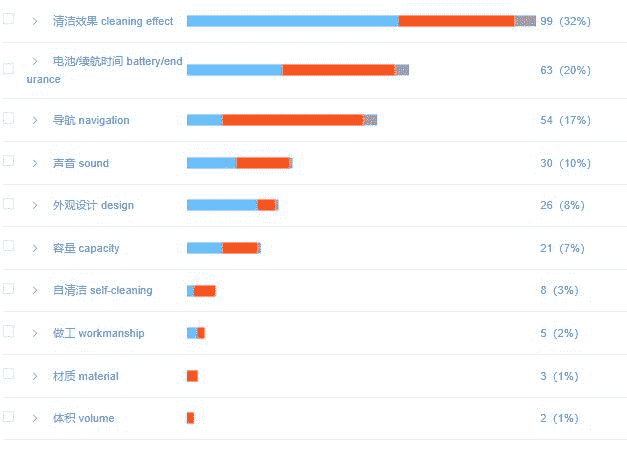 清洁效果 cleaning effect 99 (32%)
电池/续航时间 battery/end
urance 63 (20%)
导航 navigation 54 (17%)
声音 sound 30 (10%)
外观设计 design 26 (8%)
容量 capacity 21 (7%)
自清洁 self-cleaning 8 (3%)
做工 workmanship 5 (2%)
材质 material 3 (1%)
体积 volume 2 (1%)